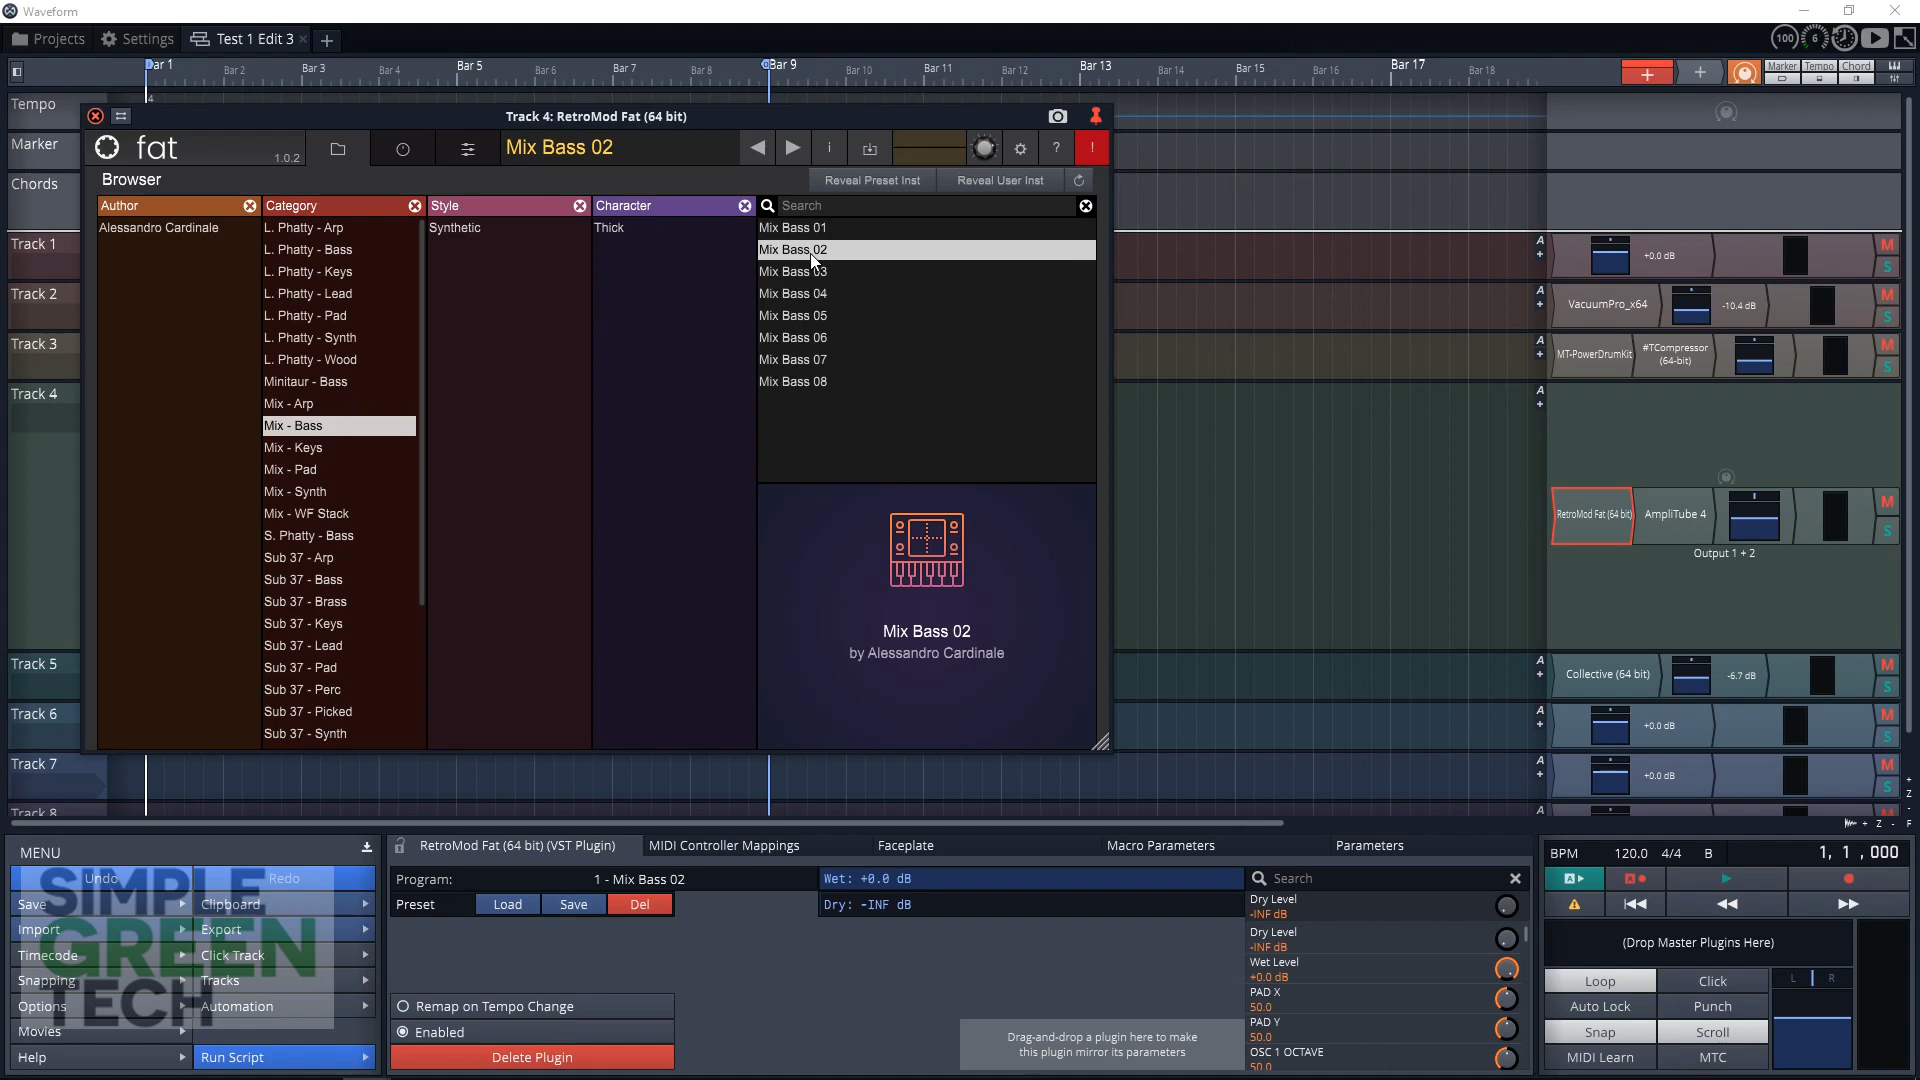 Waveform
Projects
Settings
Test 1 Edit 3
100
6
Bar 1
Bar 2
Bar 3
Bar 4
Bar 5
Bar 6
Bar 7
Bar 8
Bar 9
Bar 10
Bar 11
Bar 12
Bar 13
Bar 14
Bar 15
Bar 16
Bar 17
Bar 18
Marker
Tempo
Chord
Tempo
4
Marker
Chords
Track 4: RetroMod Fat (64 bit)
fat
1.0.2
Mix Bass 02
i
?
!
Browser
Reveal Preset Inst
Reveal User Inst
Author
Category
Style
Character
Search
Alessandro Cardinale
L. Phatty - Arp
L. Phatty - Bass
L. Phatty - Keys
L. Phatty - Lead
L. Phatty - Pad
L. Phatty - Synth
L. Phatty - Wood
Minitaur - Bass
Mix - Arp
Mix - Bass
Mix - Keys
Mix - Pad
Mix - Synth
Mix - WF Stack
S. Phatty - Bass
Sub 37 - Arp
Sub 37 - Bass
Sub 37 - Brass
Sub 37 - Keys
Sub 37 - Lead
Sub 37 - Pad
Sub 37 - Perc
Sub 37 - Picked
Sub 37 - Synth
Synthetic
Thick
Mix Bass 01
Mix Bass 02
Mix Bass 03
Mix Bass 04
Mix Bass 05
Mix Bass 06
Mix Bass 07
Mix Bass 08
Mix Bass 02
by Alessandro Cardinale
Track 1
A
+0.0 dB
M
S
Track 2
A
VacuumPro_x64
-10.4 dB
M
S
Track 3
A
MT-PowerDrumKit
#TCompressor
(64-bit)
M
S
Track 4
A
RetroMod Fat (64 bit)
AmpliTube 4
M
S
Output 1 + 2
Track 5
A
Collective (64 bit)
-6.7 dB
M
S
Track 6
A
+0.0 dB
M
S
Track 7
A
+0.0 dB
M
S
Track 8
A
M
Z
Z
F
MENU
Undo
Redo
Save
Clipboard
Import
Export
Timecode
Click Track
Snapping
Tracks
Options
Automation
Movies
Help
Run Script
SIMPLE
GREEN
TECH
RetroMod Fat (64 bit) (VST Plugin)
MIDI Controller Mappings
Faceplate
Macro Parameters
Parameters
Program:
1 - Mix Bass 02
Preset
Load
Save
Del
Wet: +0.0 dB
Dry: -INF dB
Remap on Tempo Change
Enabled
Delete Plugin
Drag-and-drop a plugin here to make
this plugin mirror its parameters
Search
Dry Level
-INF dB
Dry Level
-INF dB
Wet Level
+0.0 dB
PAD X
50.0
PAD Y
50.0
OSC 1 OCTAVE
50.0
BPM
120.0
4/4
B
1, 1 , 000
A
A
(Drop Master Plugins Here)
Loop
Click
L
R
Auto Lock
Punch
Snap
Scroll
MIDI Learn
MTC